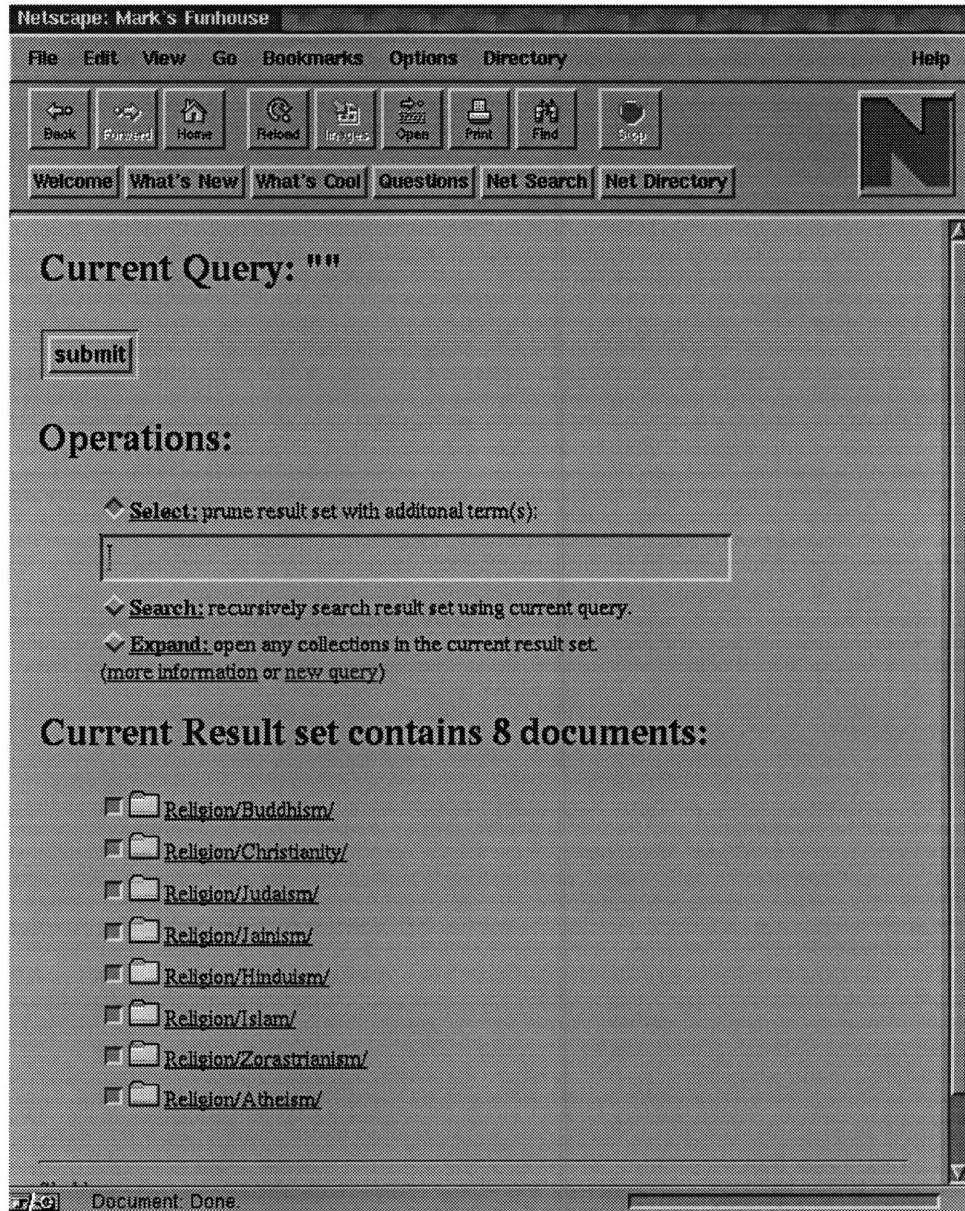 Netscape: Mark's Funhouse
File Edit View Go Bookmarks Options Directory Help
Back Forward Home Reload Images Open Print Find Stop
N
Welcome What's New What's Cool Questions Net Search Net Directory
Current Query: ""
submit
Operations:
Select: prune result set with additonal term(s):
Search: recursively search result set using current query.
Expand: open any collections in the current result set.
(more information or new query)
Current Result set contains 8 documents:
Religion/Buddhism/
Religion/Christianity/
Religion/Judaism/
Religion/Jainism/
Religion/Hinduism/
Religion/Islam/
Religion/Zorastrianism/
Religion/Atheism/
Document: Done.